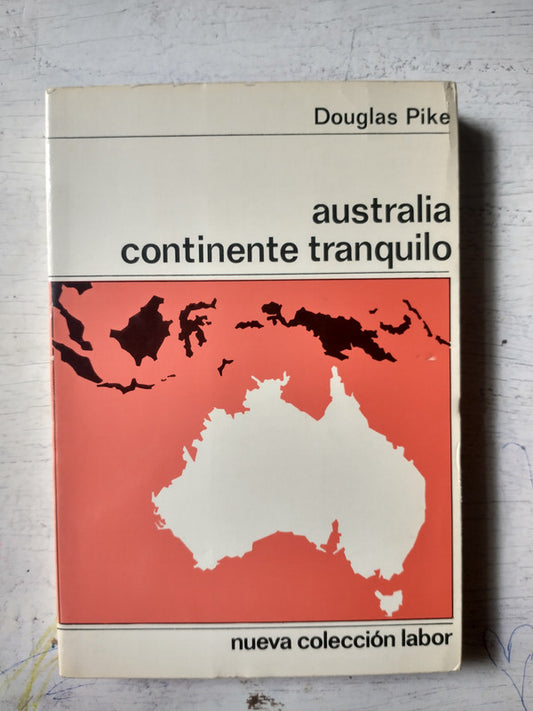 Douglas Pike
australia
continente tranquilo
nueva colección labor